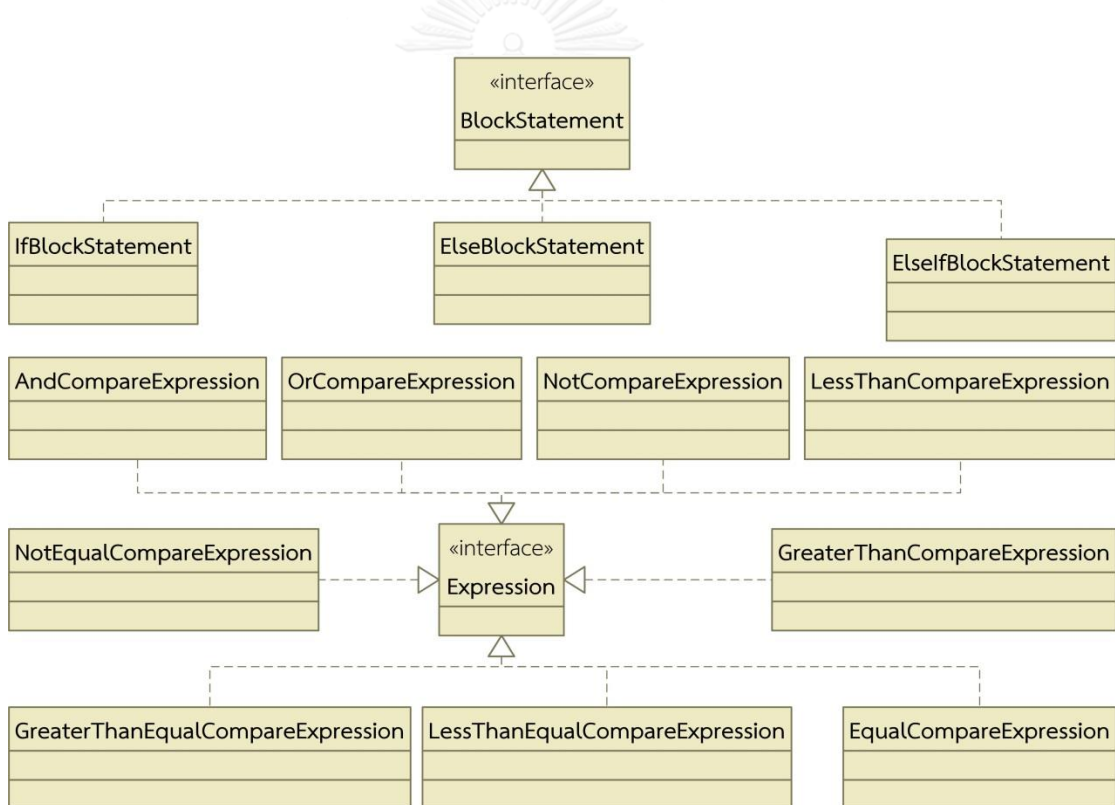 «interface»
BlockStatement
IfBlockStatement
ElseBlockStatement
ElseIfBlockStatement
AndCompareExpression
OrCompareExpression
NotCompareExpression
LessThanCompareExpression
NotEqualCompareExpression
«interface»
Expression
GreaterThanCompareExpression
GreaterThanEqualCompareExpression
LessThanEqualCompareExpression
EqualCompareExpression